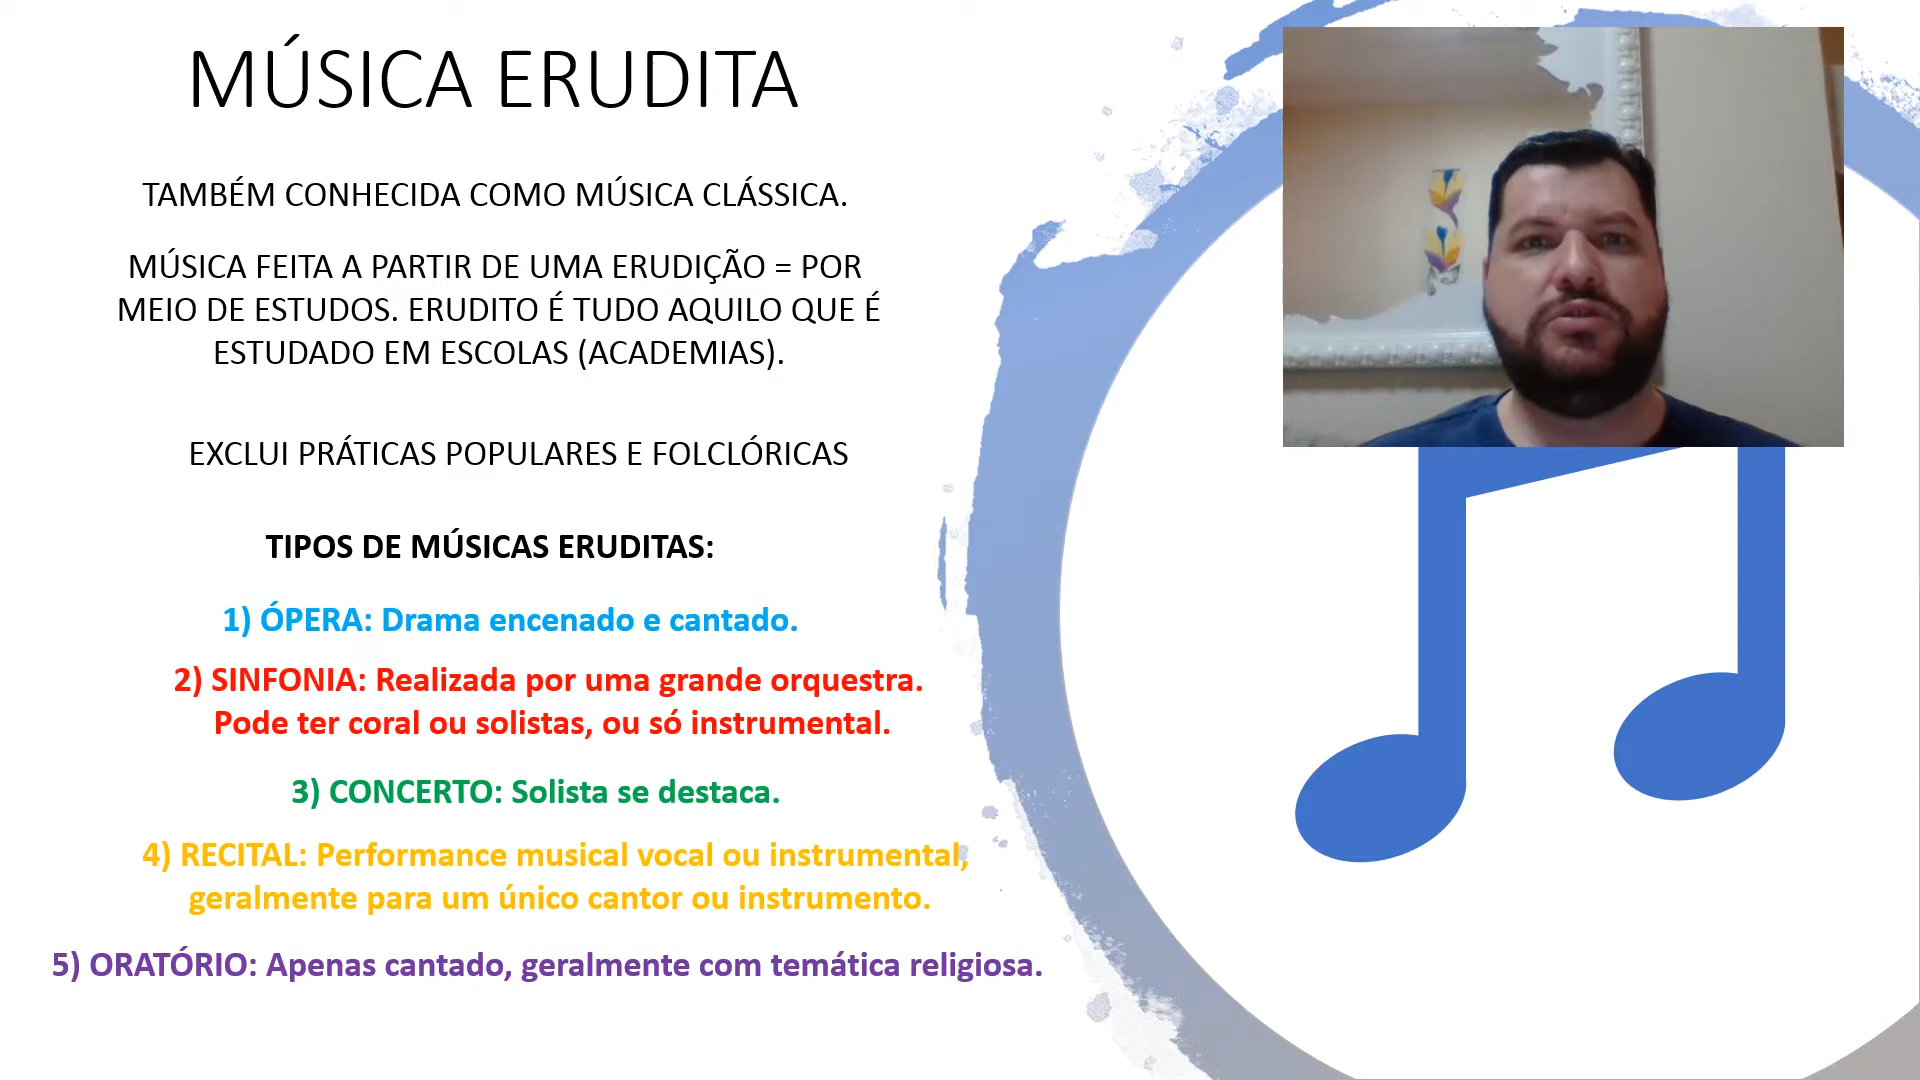 MÚSICA ERUDITA
TAMBÉM CONHECIDA COMO MÚSICA CLÁSSICA.
MÚSICA FEITA A PARTIR DE UMA ERUDIÇÃO = POR
MEIO DE ESTUDOS. ERUDITO É TUDO AQUILO QUE É
ESTUDADO EM ESCOLAS (ACADEMIAS).
EXCLUI PRÁTICAS POPULARES E FOLCLÓRICAS
TIPOS DE MÚSICAS ERUDITAS:
1) ÓPERA: Drama encenado e cantado.
2) SINFONIA: Realizada por uma grande orquestra.
Pode ter coral ou solistas, ou só instrumental.
3) CONCERTO: Solista se destaca.
4) RECITAL: Performance musical vocal ou instrumental,
geralmente para um único cantor ou instrumento.
5) ORATÓRIO: Apenas cantado, geralmente com temática religiosa.